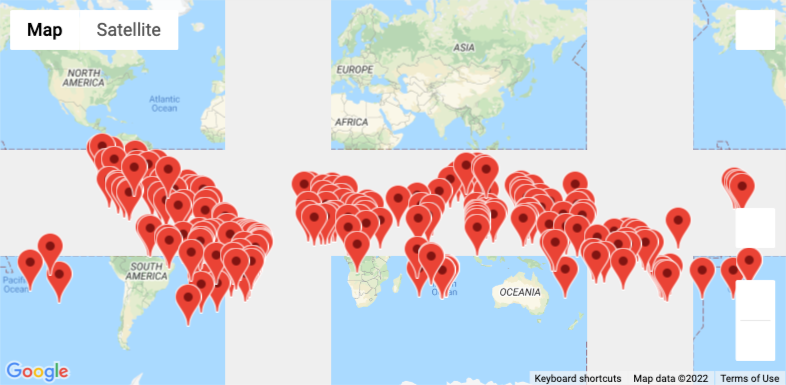 Map Satellite
ASIA
EUROPE
NORTH
AMERICA
Atlantic
Ocean
AFRICA
SOUTH
AMERICA
Pacific
Ocean
Ocean
OCEANIA
Google
Keyboard shortcuts Map data ©2022 Terms of Use